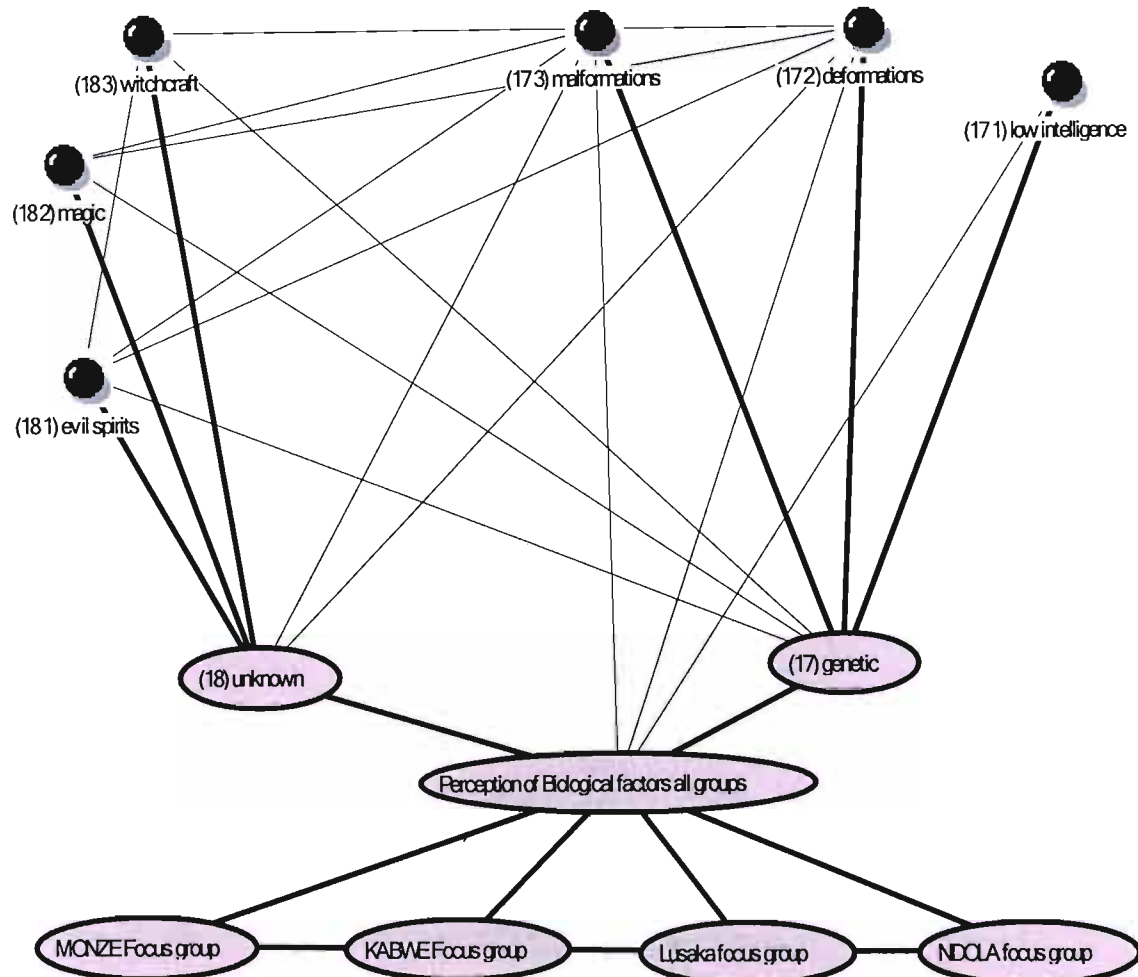 (183) witchcraft
(173) malformations
(172) deformations
(171) low intelligence
(182) magic
(181) evil spirits
(18) unknown
(17) genetic
Perception of Biological factors all groups
MONZE Focus group
KABWE Focus group
Lusaka focus group
NDOLA focus group